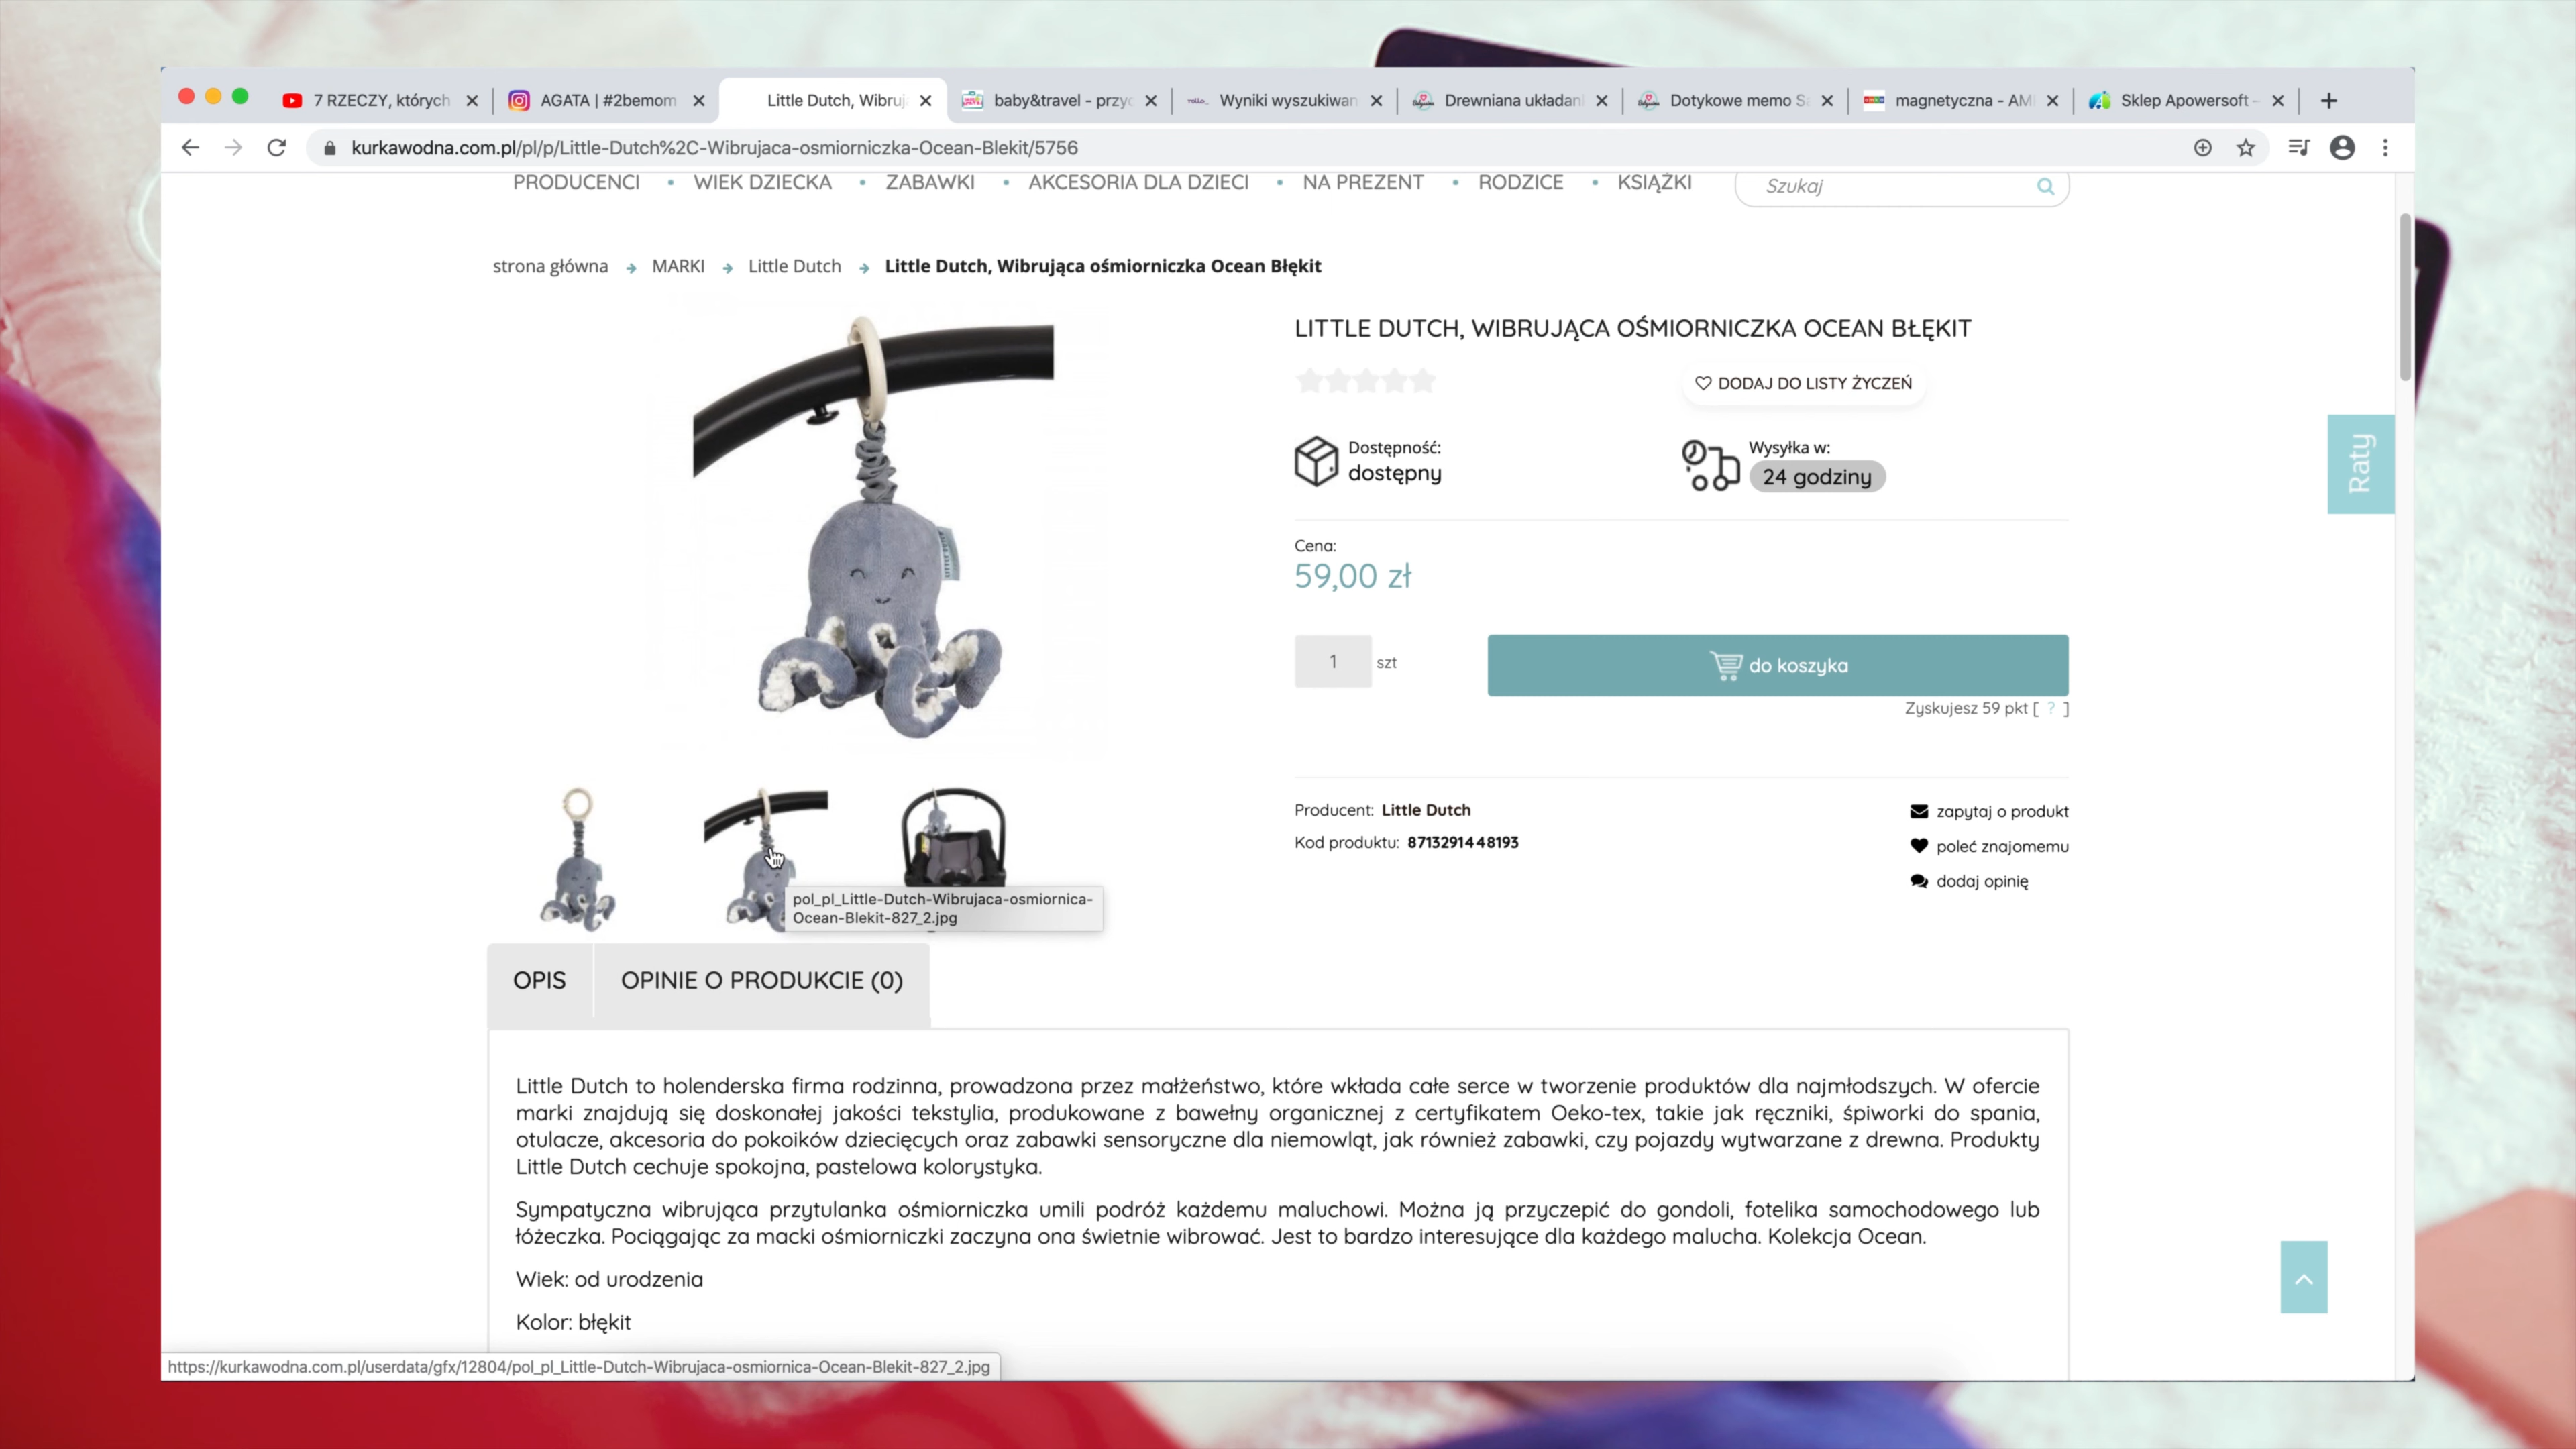 7 RZECZY, których
AGATA | #2bemom
Little Dutch, Wibruj
baby&travel - przyc
Wyniki wyszukiwan
Drewniana układan
Dotykowe memo Sa
magnetyczna - AM
Sklep Apowersoft -
kurkawodna.com.pl/pl/p/Little-Dutch%2C-Wibrujaca-osmiorniczka-Ocean-Blekit/5756
PRODUCENCI • WIEK DZIECKA • ZABAWKI • AKCESORIA DLA DZIECI • NA PREZENT • RODZICE • KSIĄŻKI
Szukaj
strona główna → MARKI → Little Dutch → Little Dutch, Wibrująca ośmiorniczka Ocean Błękit
LITTLE DUTCH, WIBRUJĄCA OŚMIORNICZKA OCEAN BŁĘKIT
DODAJ DO LISTY ŻYCZEŃ
Dostępność:
dostępny
Wysyłka w:
24 godziny
Raty
Cena:
59,00 zł
1 szt
do koszyka
Zyskujesz 59 pkt [ ? ]
Producent: Little Dutch
Kod produktu: 8713291448193
zapytaj o produkt
poleć znajomemu
dodaj opinię
LITTLE DUTCH
pol_pl_Little-Dutch-Wibrujaca-osmiornica-
Ocean-Blekit-827_2.jpg
OPIS
OPINIE O PRODUKCIE (0)
Little Dutch to holenderska firma rodzinna, prowadzona przez małżeństwo, które wkłada całe serce w tworzenie produktów dla najmłodszych. W ofercie
marki znajdują się doskonałej jakości tekstylia, produkowane z bawełny organicznej z certyfikatem Oeko-tex, takie jak ręczniki, śpiworki do spania,
otulacze, akcesoria do pokoików dziecięcych oraz zabawki sensoryczne dla niemowląt, jak również zabawki, czy pojazdy wytwarzane z drewna. Produkty
Little Dutch cechuje spokojna, pastelowa kolorystyka.
Sympatyczna wibrująca przytulanka ośmiorniczka umili podróż każdemu maluchowi. Można ją przyczepić do gondoli, fotelika samochodowego lub
łóżeczka. Pociągając za macki ośmiorniczki zaczyna ona świetnie wibrować. Jest to bardzo interesujące dla każdego malucha. Kolekcja Ocean.
Wiek: od urodzenia
Kolor: błękit
https://kurkawodna.com.pl/userdata/gfx/12804/pol_pl_Little-Dutch-Wibrujaca-osmiornica-Ocean-Blekit-827_2.jpg